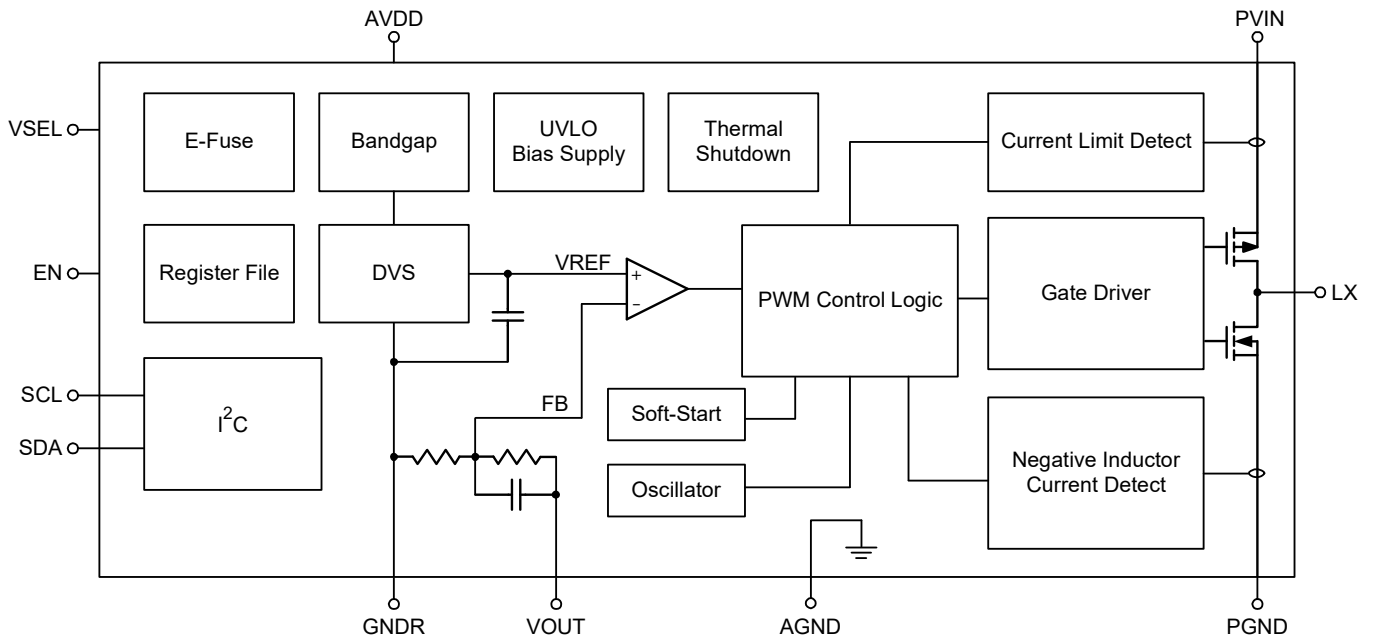 AVDD
PVIN
VSEL
E-Fuse
Bandgap
UVLO
Bias Supply
Thermal
Shutdown
Current Limit Detect
EN
Register File
DVS
VREF
+
−
PWM Control Logic
Gate Driver
LX
SCL
SDA
I²C
FB
Soft-Start
Oscillator
Negative Inductor
Current Detect
GNDR
VOUT
AGND
PGND